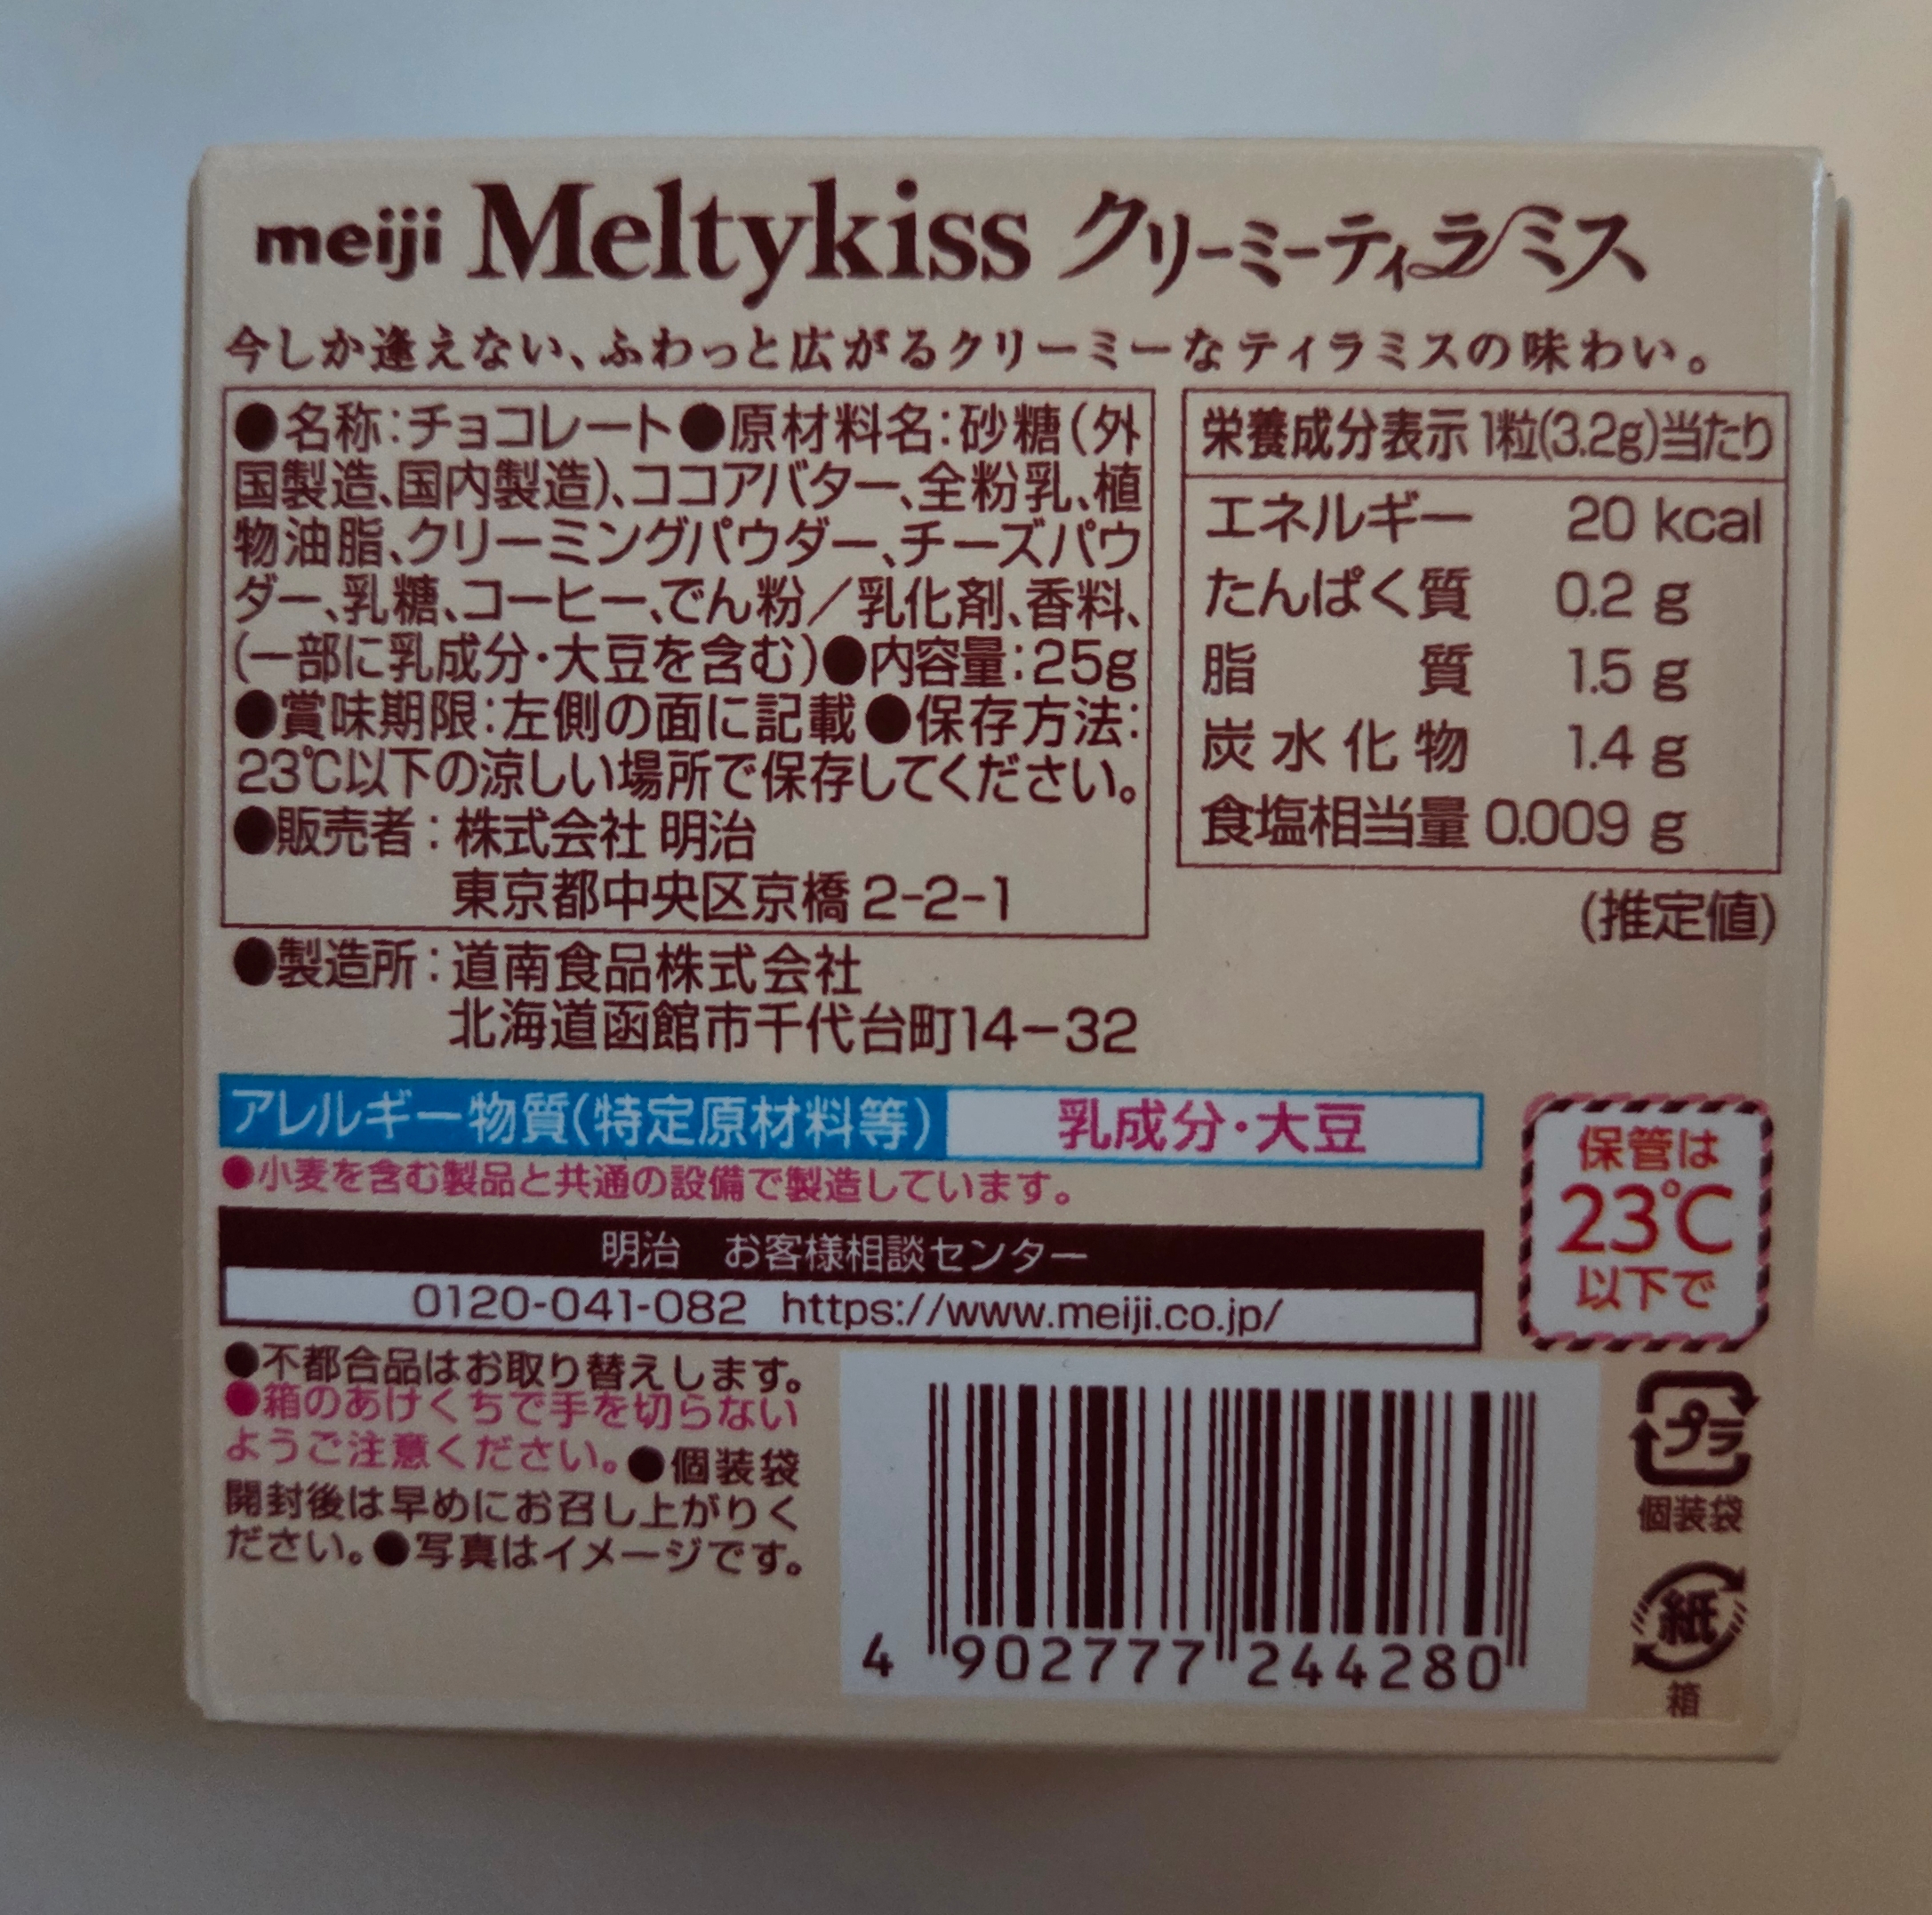 meiji Meltykiss クリーミーティラミス
今しか逢えない、ふわっと広がるクリーミーなティラミスの味わい。
●名称：チョコレート●原材料名：砂糖（外
国製造、国内製造）、ココアバター、全粉乳、植
物油脂、クリーミングパウダー、チーズパウ
ダー、乳糖、コーヒー、でん粉／乳化剤、香料、
（一部に乳成分・大豆を含む）●内容量：25g
●賞味期限：左側の面に記載●保存方法：
23℃以下の涼しい場所で保存してください。
●販売者：株式会社 明治
東京都中央区京橋 2-2-1
●製造所：道南食品株式会社
北海道函館市千代台町14−32
栄養成分表示 1粒(3.2g)当たり
エネルギー 20 kcal
たんぱく質 0.2 g
脂質 1.5 g
炭水化物 1.4 g
食塩相当量 0.009 g
(推定値)
アレルギー物質(特定原材料等) 乳成分・大豆
●小麦を含む製品と共通の設備で製造しています。
明治 お客様相談センター
0120-041-082 https://www.meiji.co.jp/
保管は
23℃
以下で
●不都合品はお取り替えします。
●箱のあけくちで手を切らない
ようご注意ください。●個装袋
開封後は早めにお召し上がりく
ださい。●写真はイメージです。
4 902777 244280
プラ
個装袋
紙
箱